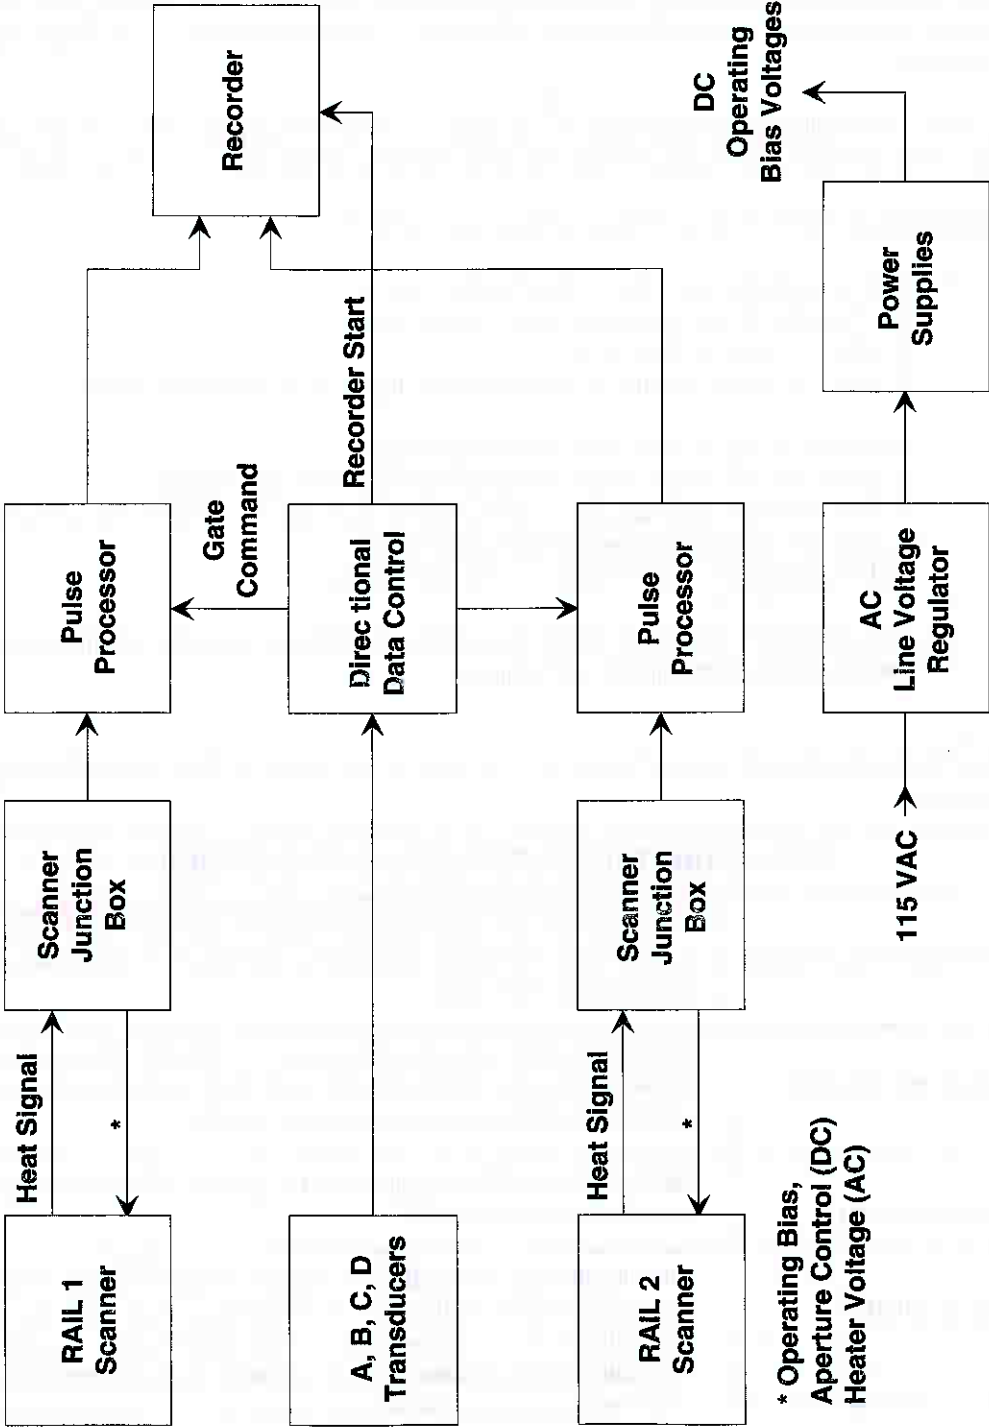 RAIL 1
Scanner
Heat Signal
*
Scanner
Junction
Box
Pulse
Processor
Recorder
A, B, C, D
Transducers
Direc tional
Data Control
Gate
Command
Recorder Start
RAIL 2
Scanner
Heat Signal
*
Scanner
Junction
Box
Pulse
Processor
115 VAC
AC
Line Voltage
Regulator
Power
Supplies
DC
Operating
Bias Voltages
* Operating Bias,
Aperture Control (DC)
Heater Voltage (AC)